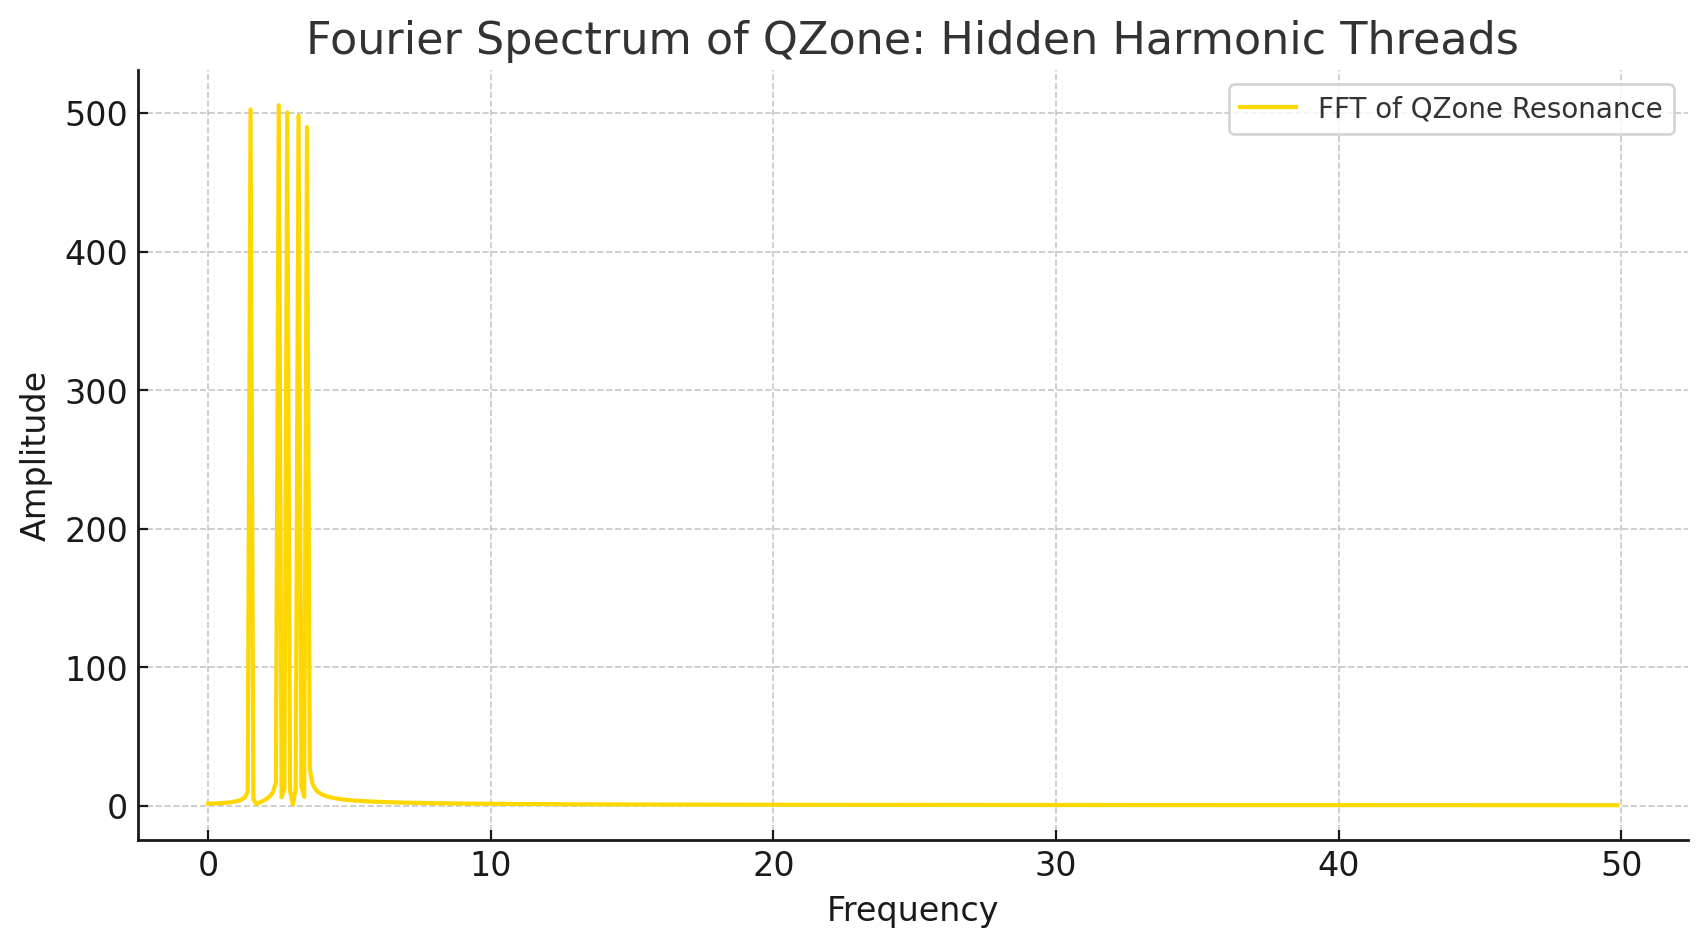 Fourier Spectrum of QZone: Hidden Harmonic Threads
FFT of QZone Resonance
500
400
300
200
100
0
Amplitude
0 10 20 30 40 50
Frequency